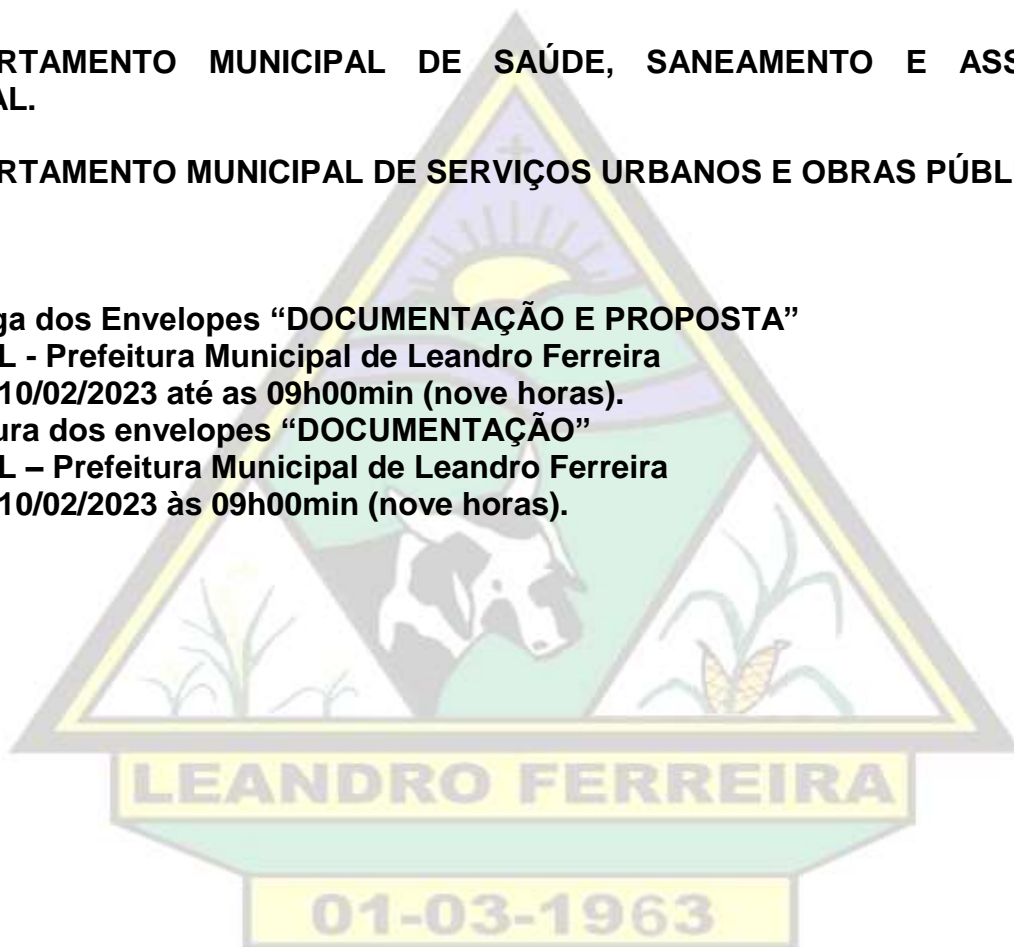 RTAMENTO MUNICIPAL DE SAÚDE, SANEAMENTO E ASS
AL.
RTAMENTO MUNICIPAL DE SERVIÇOS URBANOS E OBRAS PÚBL
ga dos Envelopes “DOCUMENTAÇÃO E PROPOSTA”
L - Prefeitura Municipal de Leandro Ferreira
10/02/2023 até as 09h00min (nove horas).
ura dos envelopes “DOCUMENTAÇÃO”
L – Prefeitura Municipal de Leandro Ferreira
10/02/2023 às 09h00min (nove horas).
LEANDRO FERREIRA
01-03-1963